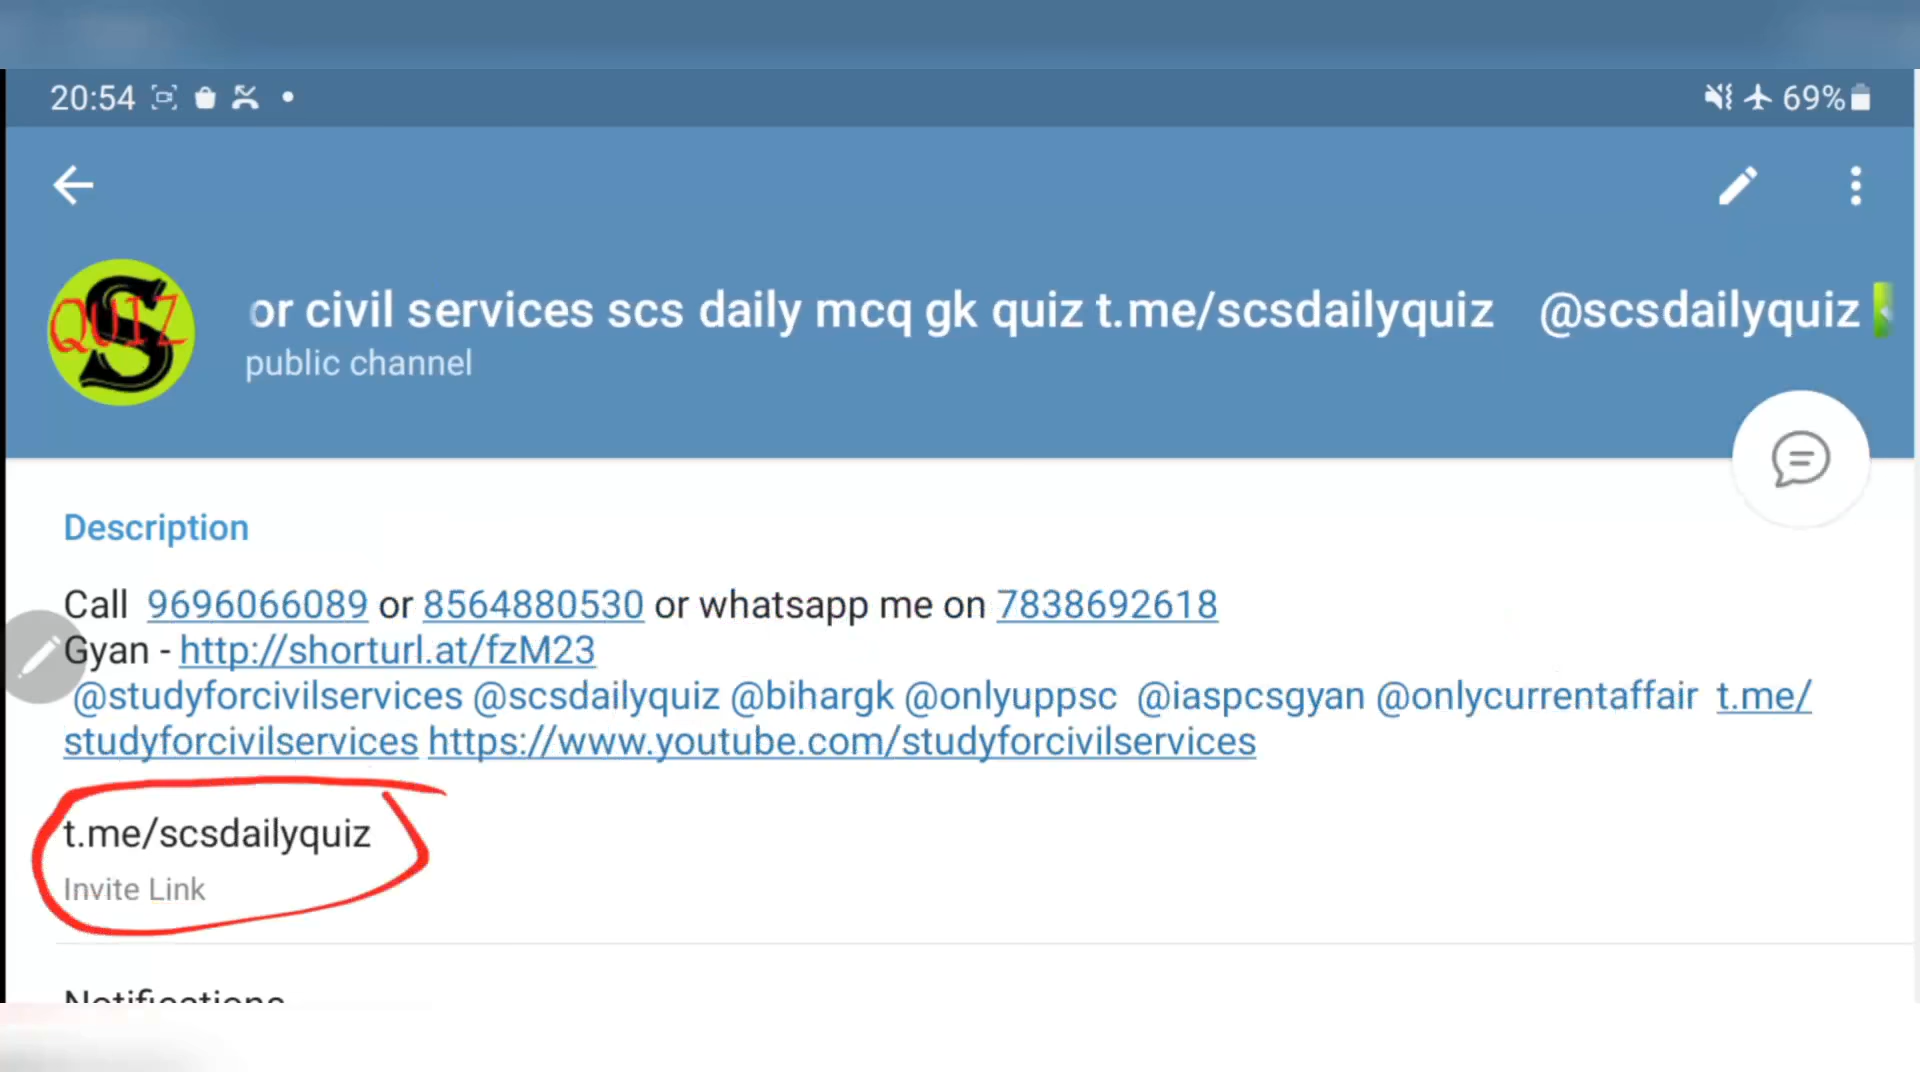 20:54
69%
QUIZ S
or civil services scs daily mcq gk quiz t.me/scsdailyquiz @scsdailyquiz
public channel
Description
Call 9696066089 or 8564880530 or whatsapp me on 7838692618
Gyan - http://shorturl.at/fzM23
@studyforcivilservices @scsdailyquiz @bihargk @onlyuppsc @iaspcsgyan @onlycurrentaffair t.me/
studyforcivilservices https://www.youtube.com/studyforcivilservices
t.me/scsdailyquiz
Invite Link
Notifications